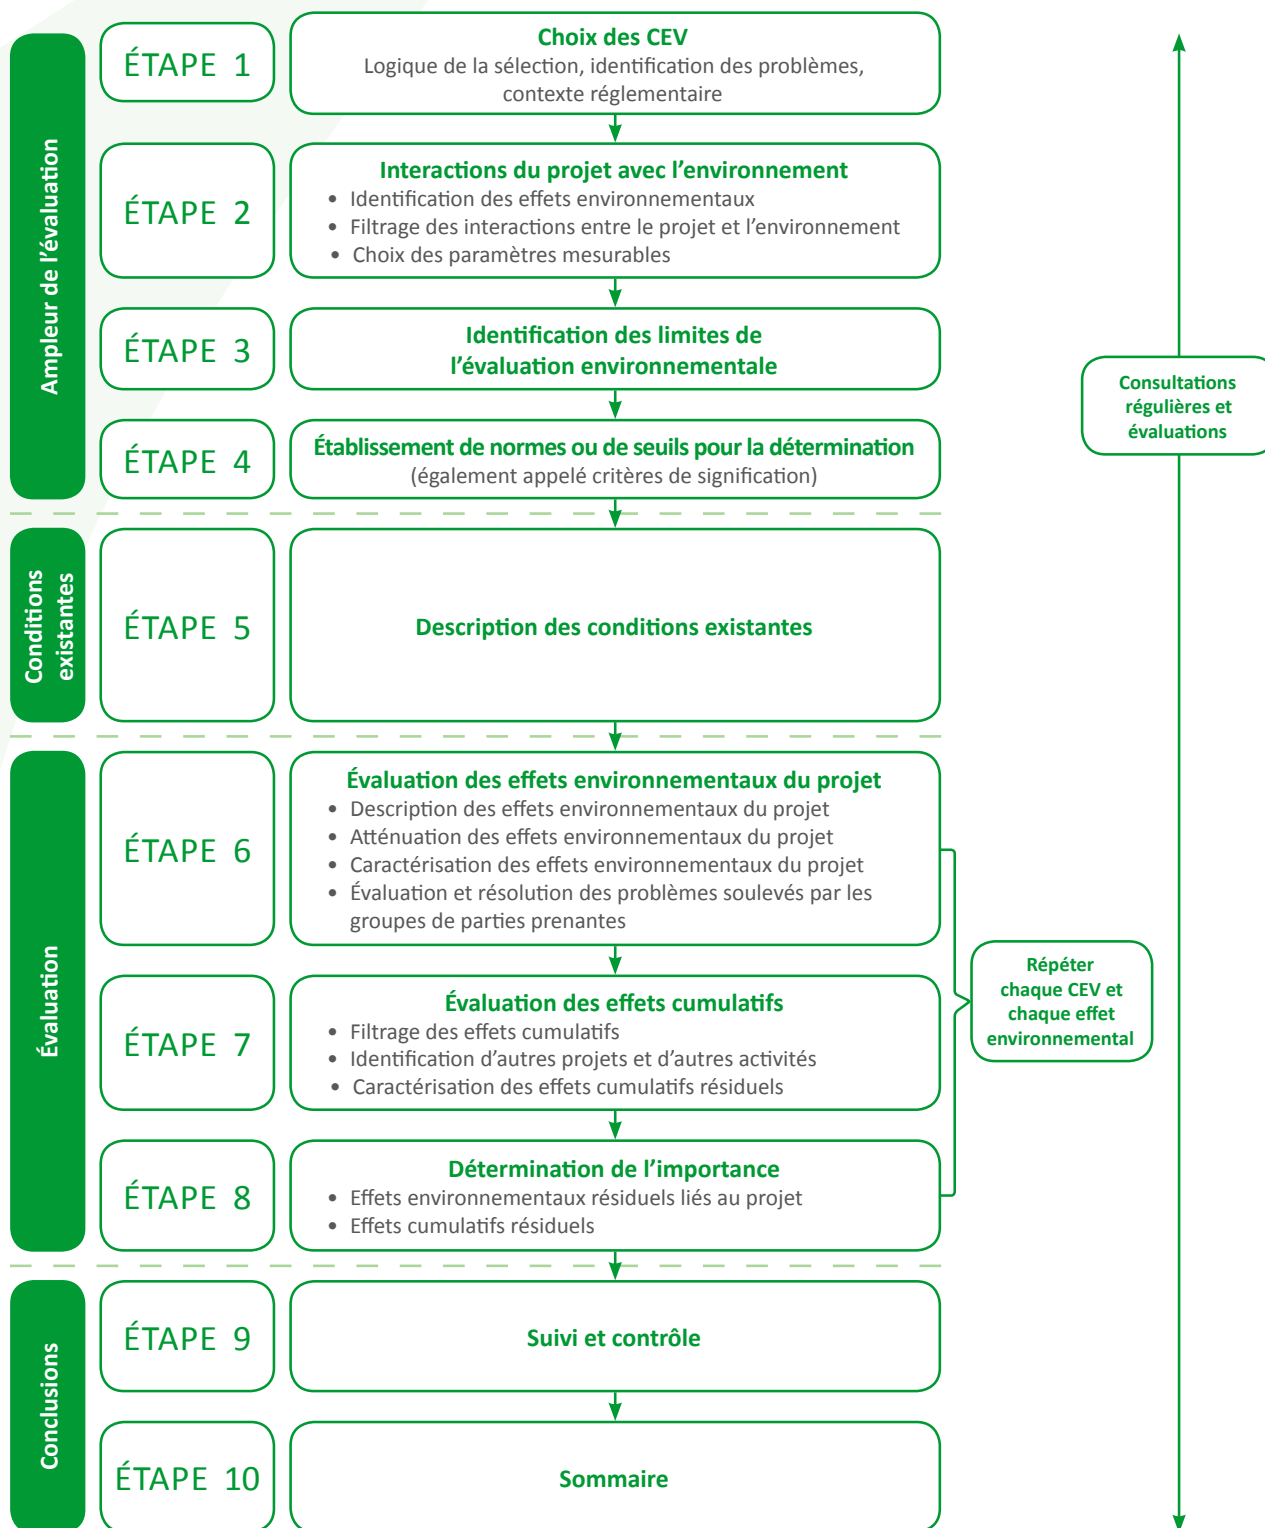 Ampleur de l'évaluation
ÉTAPE 1
Choix des CEV
Logique de la sélection, identification des problèmes,
contexte réglementaire
ÉTAPE 2
Interactions du projet avec l'environnement
• Identification des effets environnementaux
• Filtrage des interactions entre le projet et l'environnement
• Choix des paramètres mesurables
ÉTAPE 3
Identification des limites de
l'évaluation environnementale
ÉTAPE 4
Établissement de normes ou de seuils pour la détermination
(également appelé critères de signification)
Consultations
régulières et
évaluations
Conditions
existantes
ÉTAPE 5
Description des conditions existantes
Évaluation
ÉTAPE 6
Évaluation des effets environnementaux du projet
• Description des effets environnementaux du projet
• Atténuation des effets environnementaux du projet
• Caractérisation des effets environnementaux du projet
• Évaluation et résolution des problèmes soulevés par les
groupes de parties prenantes
ÉTAPE 7
Évaluation des effets cumulatifs
• Filtrage des effets cumulatifs
• Identification d'autres projets et d'autres activités
• Caractérisation des effets cumulatifs résiduels
Répéter
chaque CEV et
chaque effet
environnemental
ÉTAPE 8
Détermination de l'importance
• Effets environnementaux résiduels liés au projet
• Effets cumulatifs résiduels
Conclusions
ÉTAPE 9
Suivi et contrôle
ÉTAPE 10
Sommaire